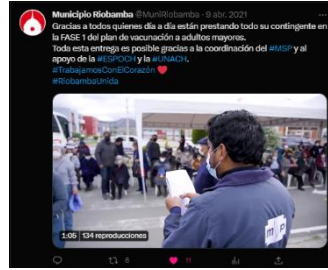 Municipio Riobamba @MuniRiobamba · 9 abr. 2021
Gracias a todos quienes día a día están prestando todo su contingente en
la FASE 1 del plan de vacunación a adultos mayores.
Toda esta entrega es posible gracias a la coordinación del #MSP y al
apoyo de la #ESPOCH y la #UNACH.
#TrabajamosConElCorazón
#RiobambaUnida
1:05 134 reproducciones
8 11